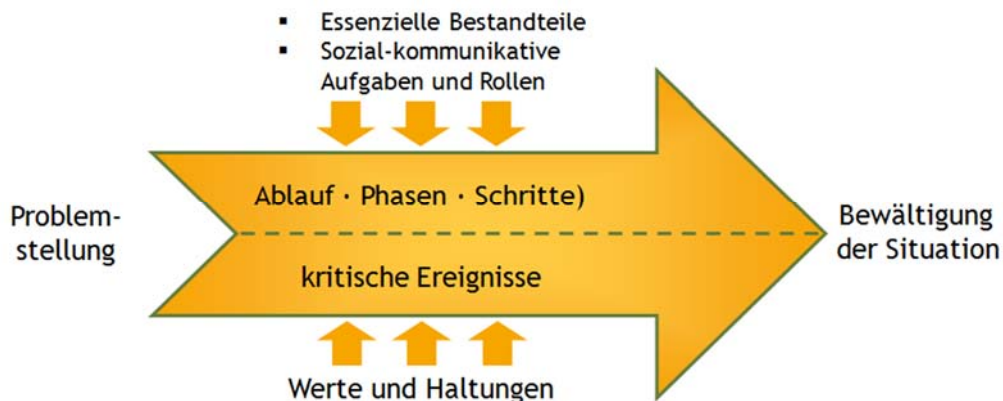 ▪ Essenzielle Bestandteile
▪ Sozial-kommunikative
Aufgaben und Rollen
Ablauf · Phasen · Schritte)
Problem-
stellung
Bewältigung
der Situation
kritische Ereignisse
Werte und Haltungen